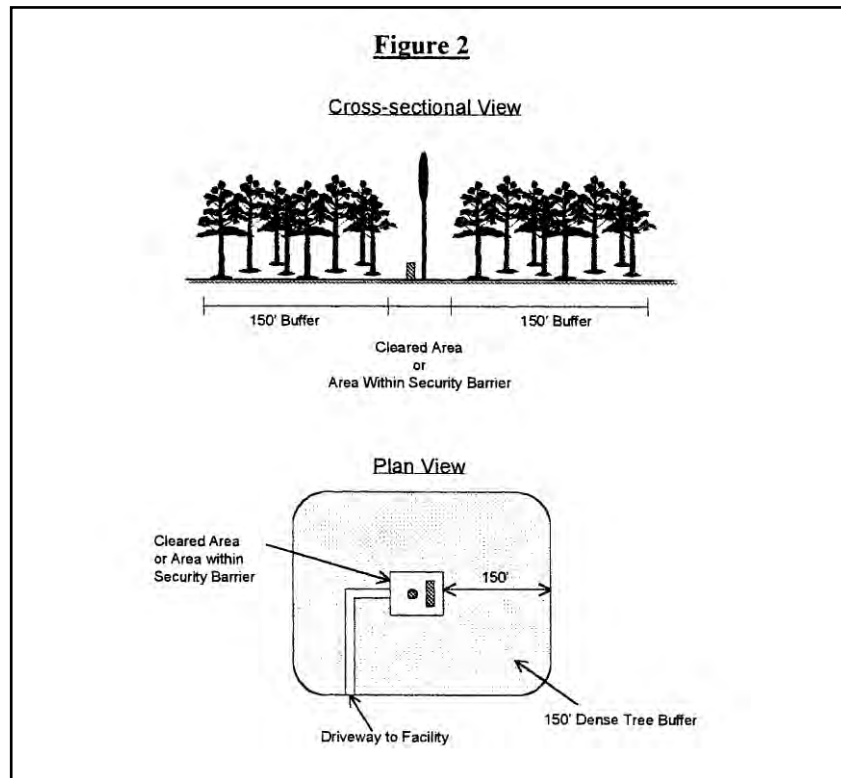 Figure 2
Cross-sectional View
150' Buffer
150' Buffer
Cleared Area
or
Area Within Security Barrier
Plan View
Cleared Area
or Area within
Security Barrier
150'
150' Dense Tree Buffer
Driveway to Facility